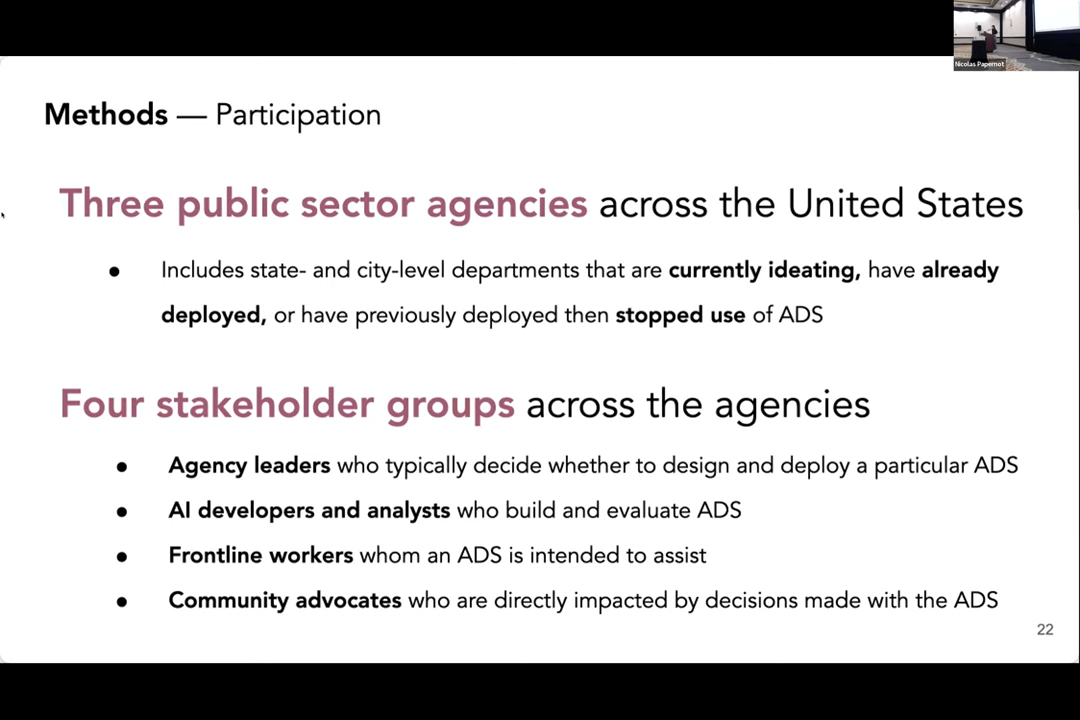 Nicolas Papernot
Methods — Participation
Three public sector agencies across the United States
● Includes state- and city-level departments that are currently ideating, have already
deployed, or have previously deployed then stopped use of ADS
Four stakeholder groups across the agencies
● Agency leaders who typically decide whether to design and deploy a particular ADS
● AI developers and analysts who build and evaluate ADS
● Frontline workers whom an ADS is intended to assist
● Community advocates who are directly impacted by decisions made with the ADS
22